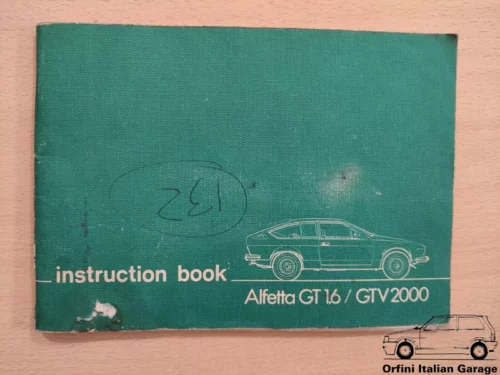 132
instruction book
Alfetta GT 1.6 / GTV 2000
Orfini Italian Garage